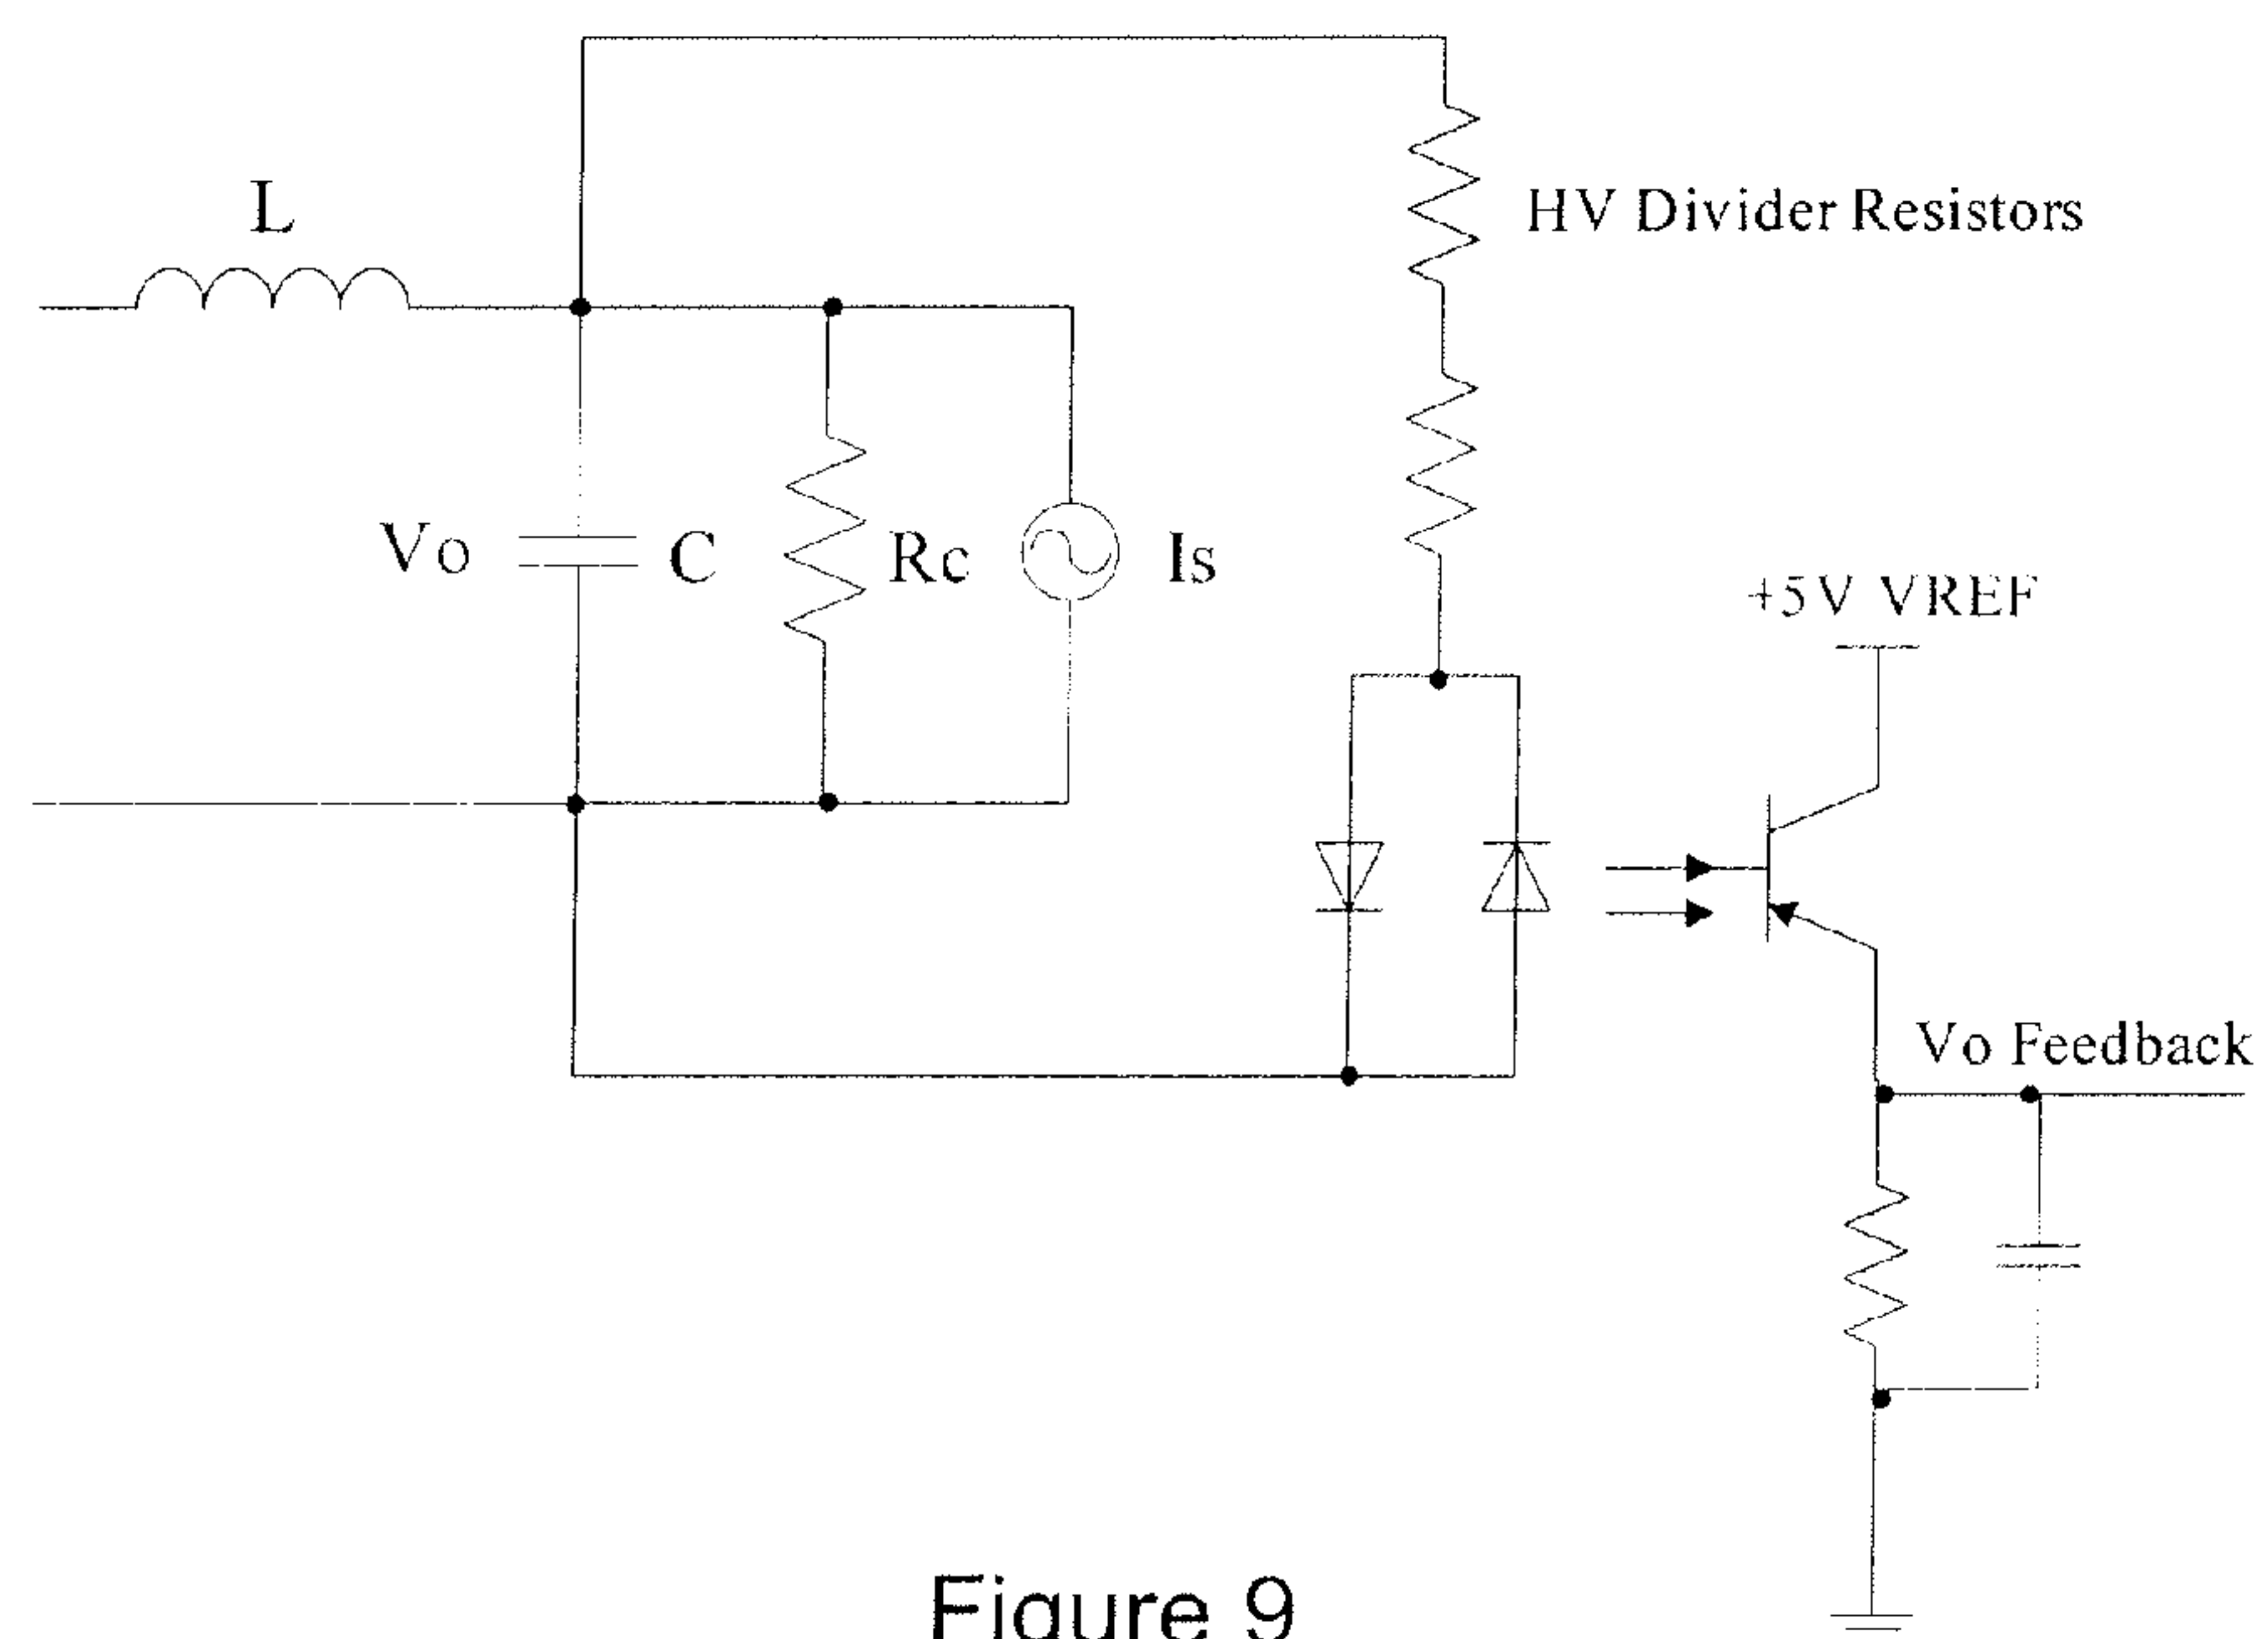 L
HV Divider Resistors
Vo
C
Rc
Is
+5V VREF
Vo Feedback
Figure 9